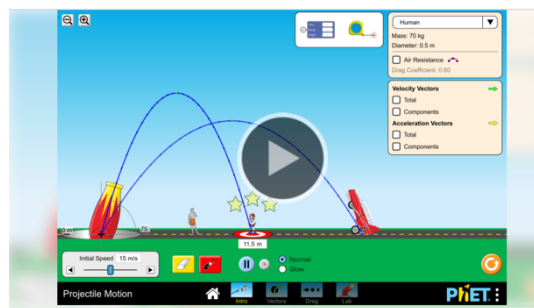 Human
Mass: 70 kg
Diameter: 0.5 m
Air Resistance
Drag Coefficient: 0.60
Velocity Vectors
Total
Components
Acceleration Vectors
Total
Components
0 m
75°
11.5 m
Initial Speed 15 m/s
Normal
Slow
Projectile Motion
Intro
Vectors
Drag
Lab
PhET